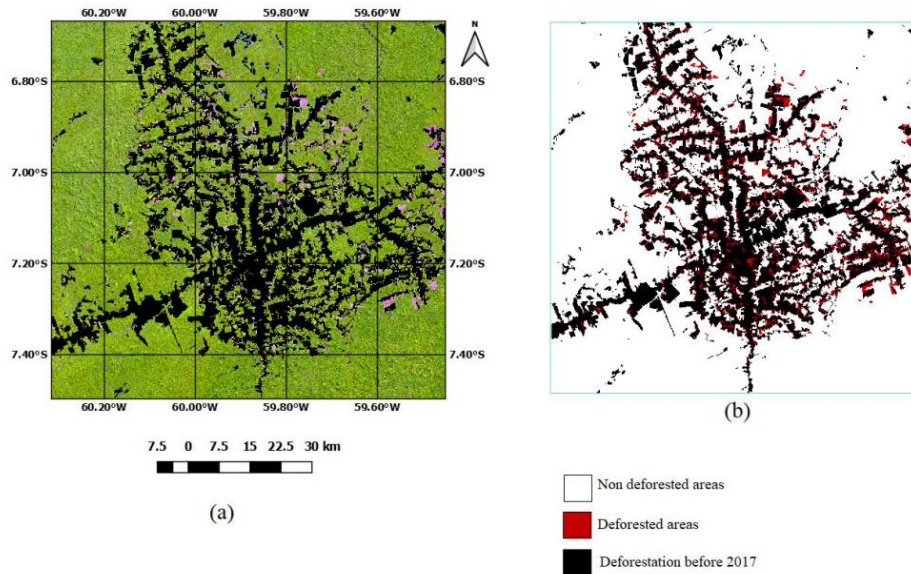 60.20°W 60.00°W 59.80°W 59.60°W
N
6.80°S
7.00°S
7.20°S
7.40°S
6.80°S
7.00°S
7.20°S
7.40°S
60.20°W 60.00°W 59.80°W 59.60°W
7.5 0 7.5 15 22.5 30 km
(a)
(b)
Non deforested areas
Deforested areas
Deforestation before 2017